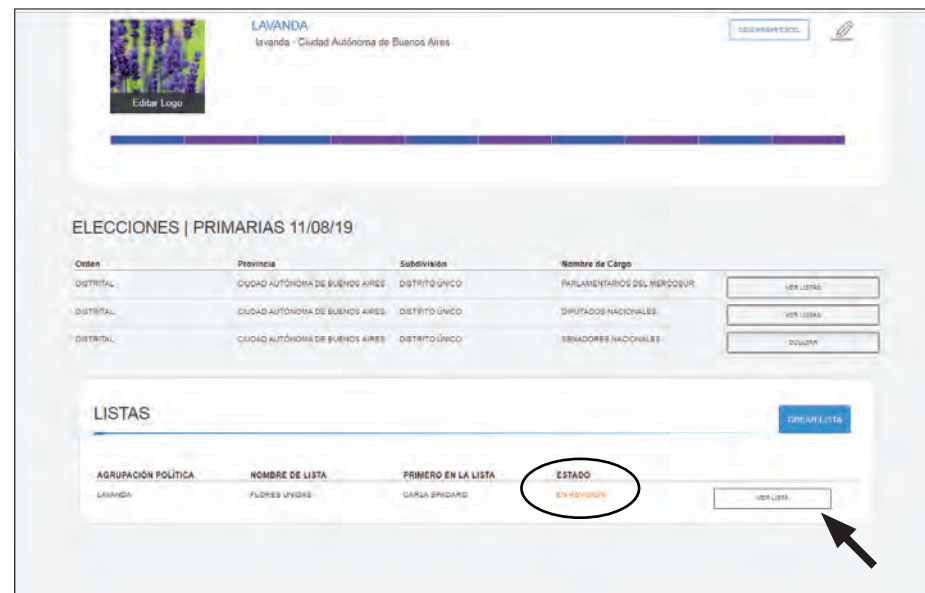 LAVANDA
lavanda - Ciudad Autónoma de Buenos Aires
DESCARGAR EXCEL
Editar Logo
ELECCIONES | PRIMARIAS 11/08/19
Orden Provincia Subdivisión Nombre de Cargo
DISTRITAL CIUDAD AUTÓNOMA DE BUENOS AIRES DISTRITO ÚNICO PARLAMENTARIOS DEL MERCOSUR VER LISTAS
DISTRITAL CIUDAD AUTÓNOMA DE BUENOS AIRES DISTRITO ÚNICO DIPUTADOS NACIONALES VER LISTAS
DISTRITAL CIUDAD AUTÓNOMA DE BUENOS AIRES DISTRITO ÚNICO SENADORES NACIONALES OCULTAR
LISTAS
CREAR LISTA
AGRUPACIÓN POLÍTICA NOMBRE DE LISTA PRIMERO EN LA LISTA ESTADO
LAVANDA FLORES UNIDAS CARLA SPADARO EN REVISIÓN VER LISTA